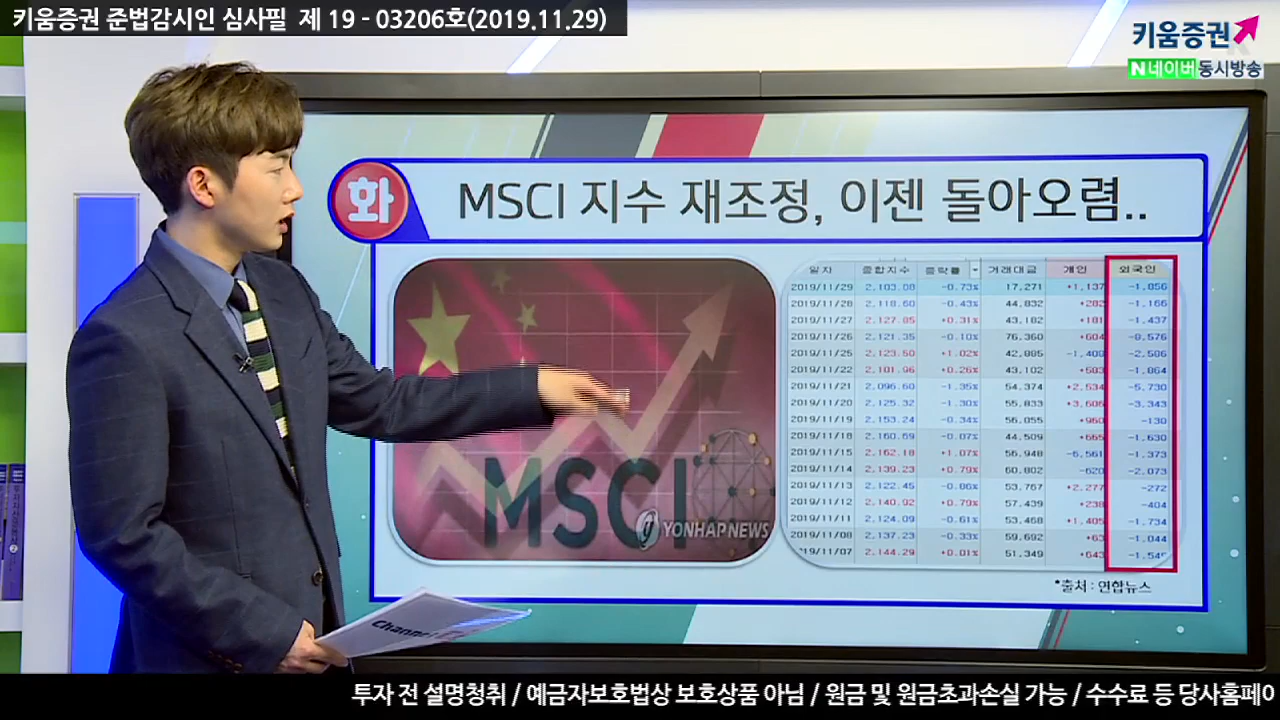 키움증권 준법감시인 심사필 제 19 - 03206호(2019.11.29)
키움증권
N 네이버 동시방송
화
MSCI 지수 재조정, 이젠 돌아오렴..
MSCI
YONHAP NEWS
일자 종합지수 등락률 거래대금 개인 외국인
2019/11/29 2,103.08 -0.73% 17,271 +1,137
2019/11/28 2,118.60 -0.43% 44,832 +282 -1,166
2019/11/27 2,127.85 +0.31% 43,182 +181 -1,437
2019/11/26 2,121.35 -0.10% 76,360 +604 -8,576
2019/11/25 2,123.50 +1.02% 42,885 -2,586
2019/11/22 2,101.96 +0.26% 43,102 +583 -1,864
2019/11/21 2,096.60 -1.35% 54,374 +2,534 -5,730
2019/11/20 2,125.32 -1.30% 55,833 +3,606 -3,343
2019/11/19 2,153.24 -0.34% 56,055 +960 -130
2019/11/18 2,160.69 -0.07% 44,509 +665 -1,630
2019/11/15 2,162.18 +1.07% 56,948 -6,561 -1,373
2019/11/14 2,139.23 +0.79% 60,802 -620 -2,073
2019/11/13 2,122.45 -0.86% 53,767 +2,277 -272
2019/11/12 2,140.92 +0.79% 57,439 +238 -404
2019/11/11 2,124.09 -0.61% 53,468 +1,405 -1,734
2019/11/08 2,137.23 -0.33% 59,692 +63 -1,044
2,144.29 +0.01% 51,349 +643
*출처 : 연합뉴스
Channel
투자 전 설명청취 / 예금자보호법상 보호상품 아님 / 원금 및 원금초과손실 가능 / 수수료 등 당사홈페이